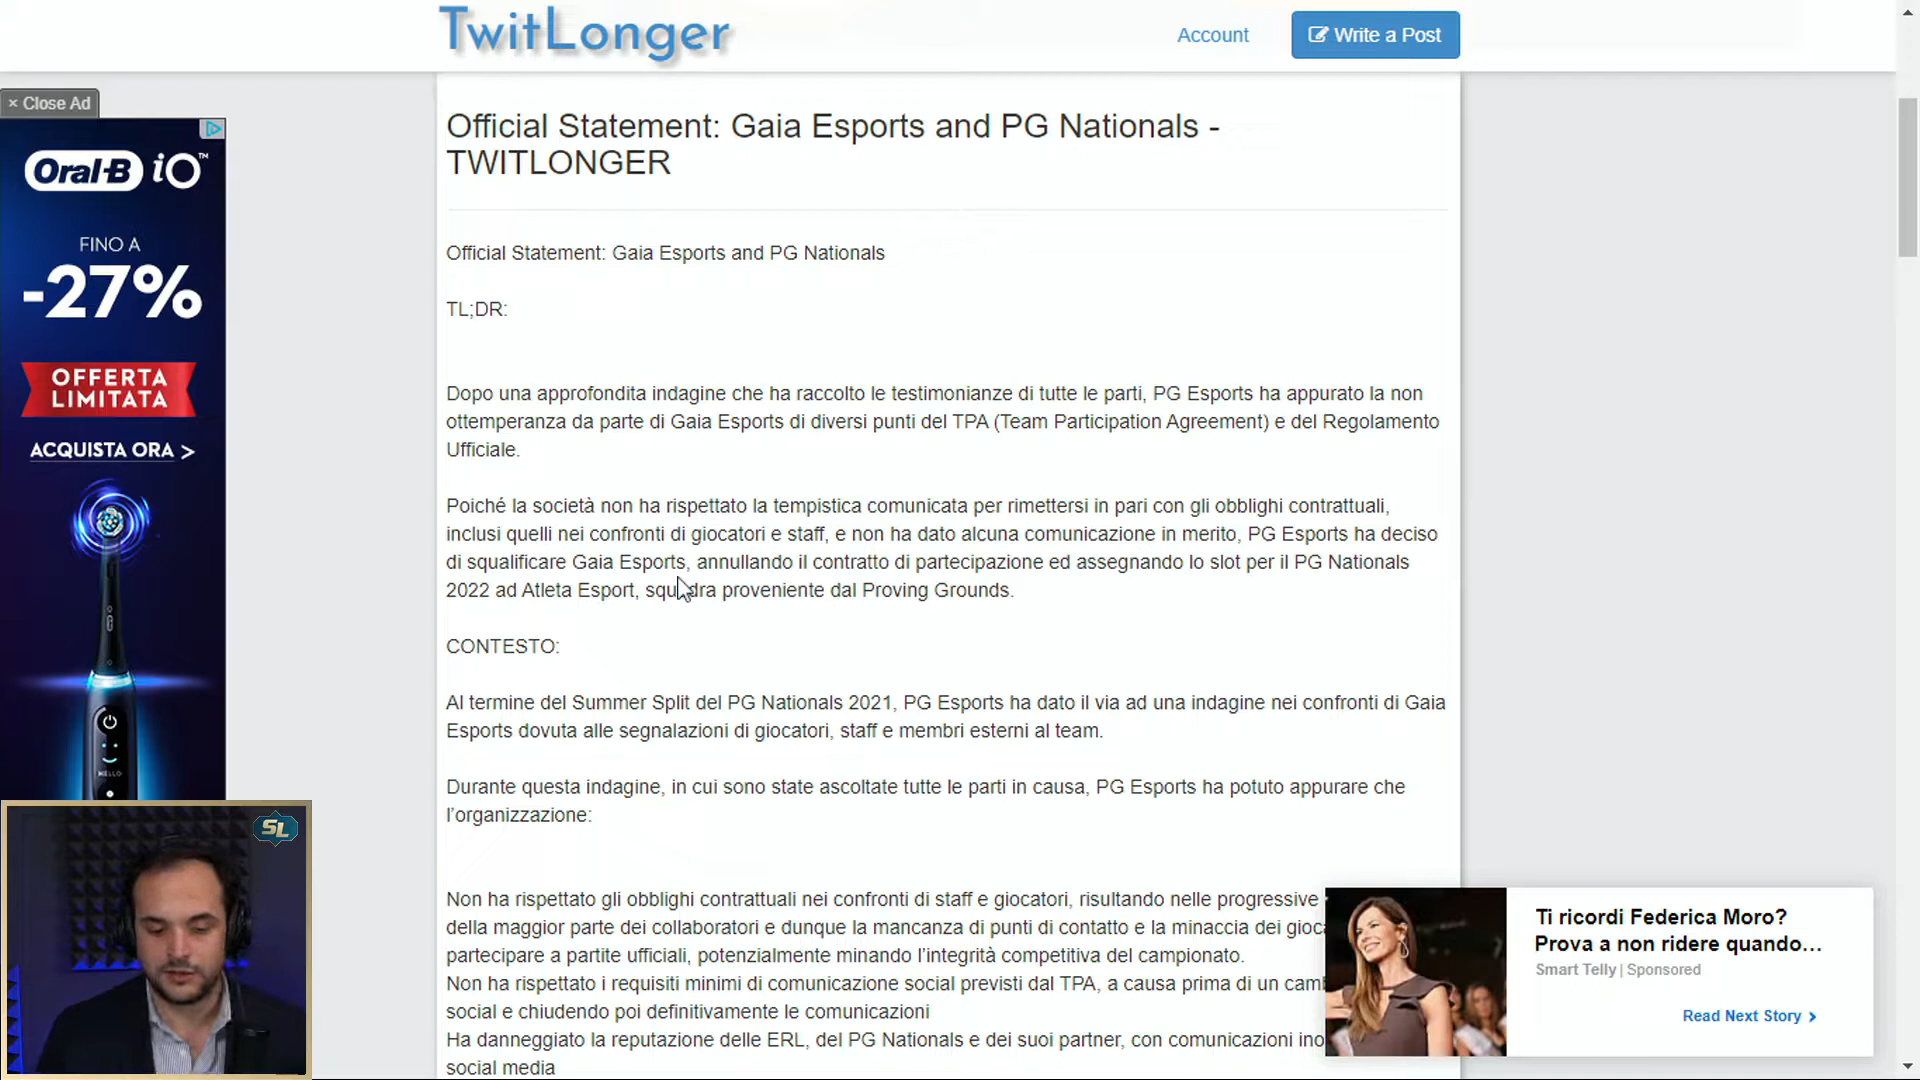 TwitLonger
Account
Write a Post
× Close Ad
Oral-B iO™
FINO A
-27%
OFFERTA
LIMITATA
ACQUISTA ORA >
HELLO
SL
Official Statement: Gaia Esports and PG Nationals -
TWITLONGER
Official Statement: Gaia Esports and PG Nationals
TL;DR:
Dopo una approfondita indagine che ha raccolto le testimonianze di tutte le parti, PG Esports ha appurato la non
ottemperanza da parte di Gaia Esports di diversi punti del TPA (Team Participation Agreement) e del Regolamento
Ufficiale.
Poiché la società non ha rispettato la tempistica comunicata per rimettersi in pari con gli obblighi contrattuali,
inclusi quelli nei confronti di giocatori e staff, e non ha dato alcuna comunicazione in merito, PG Esports ha deciso
di squalificare Gaia Esports, annullando il contratto di partecipazione ed assegnando lo slot per il PG Nationals
2022 ad Atleta Esport, squadra proveniente dal Proving Grounds.
CONTESTO:
Al termine del Summer Split del PG Nationals 2021, PG Esports ha dato il via ad una indagine nei confronti di Gaia
Esports dovuta alle segnalazioni di giocatori, staff e membri esterni al team.
Durante questa indagine, in cui sono state ascoltate tutte le parti in causa, PG Esports ha potuto appurare che
l'organizzazione:
Non ha rispettato gli obblighi contrattuali nei confronti di staff e giocatori, risultando nelle progressive
della maggior parte dei collaboratori e dunque la mancanza di punti di contatto e la minaccia dei gioca
partecipare a partite ufficiali, potenzialmente minando l'integrità competitiva del campionato.
Non ha rispettato i requisiti minimi di comunicazione social previsti dal TPA, a causa prima di un camb
social e chiudendo poi definitivamente le comunicazioni
Ha danneggiato la reputazione delle ERL, del PG Nationals e dei suoi partner, con comunicazioni ino
social media
Ti ricordi Federica Moro?
Prova a non ridere quando...
Smart Telly | Sponsored
Read Next Story >